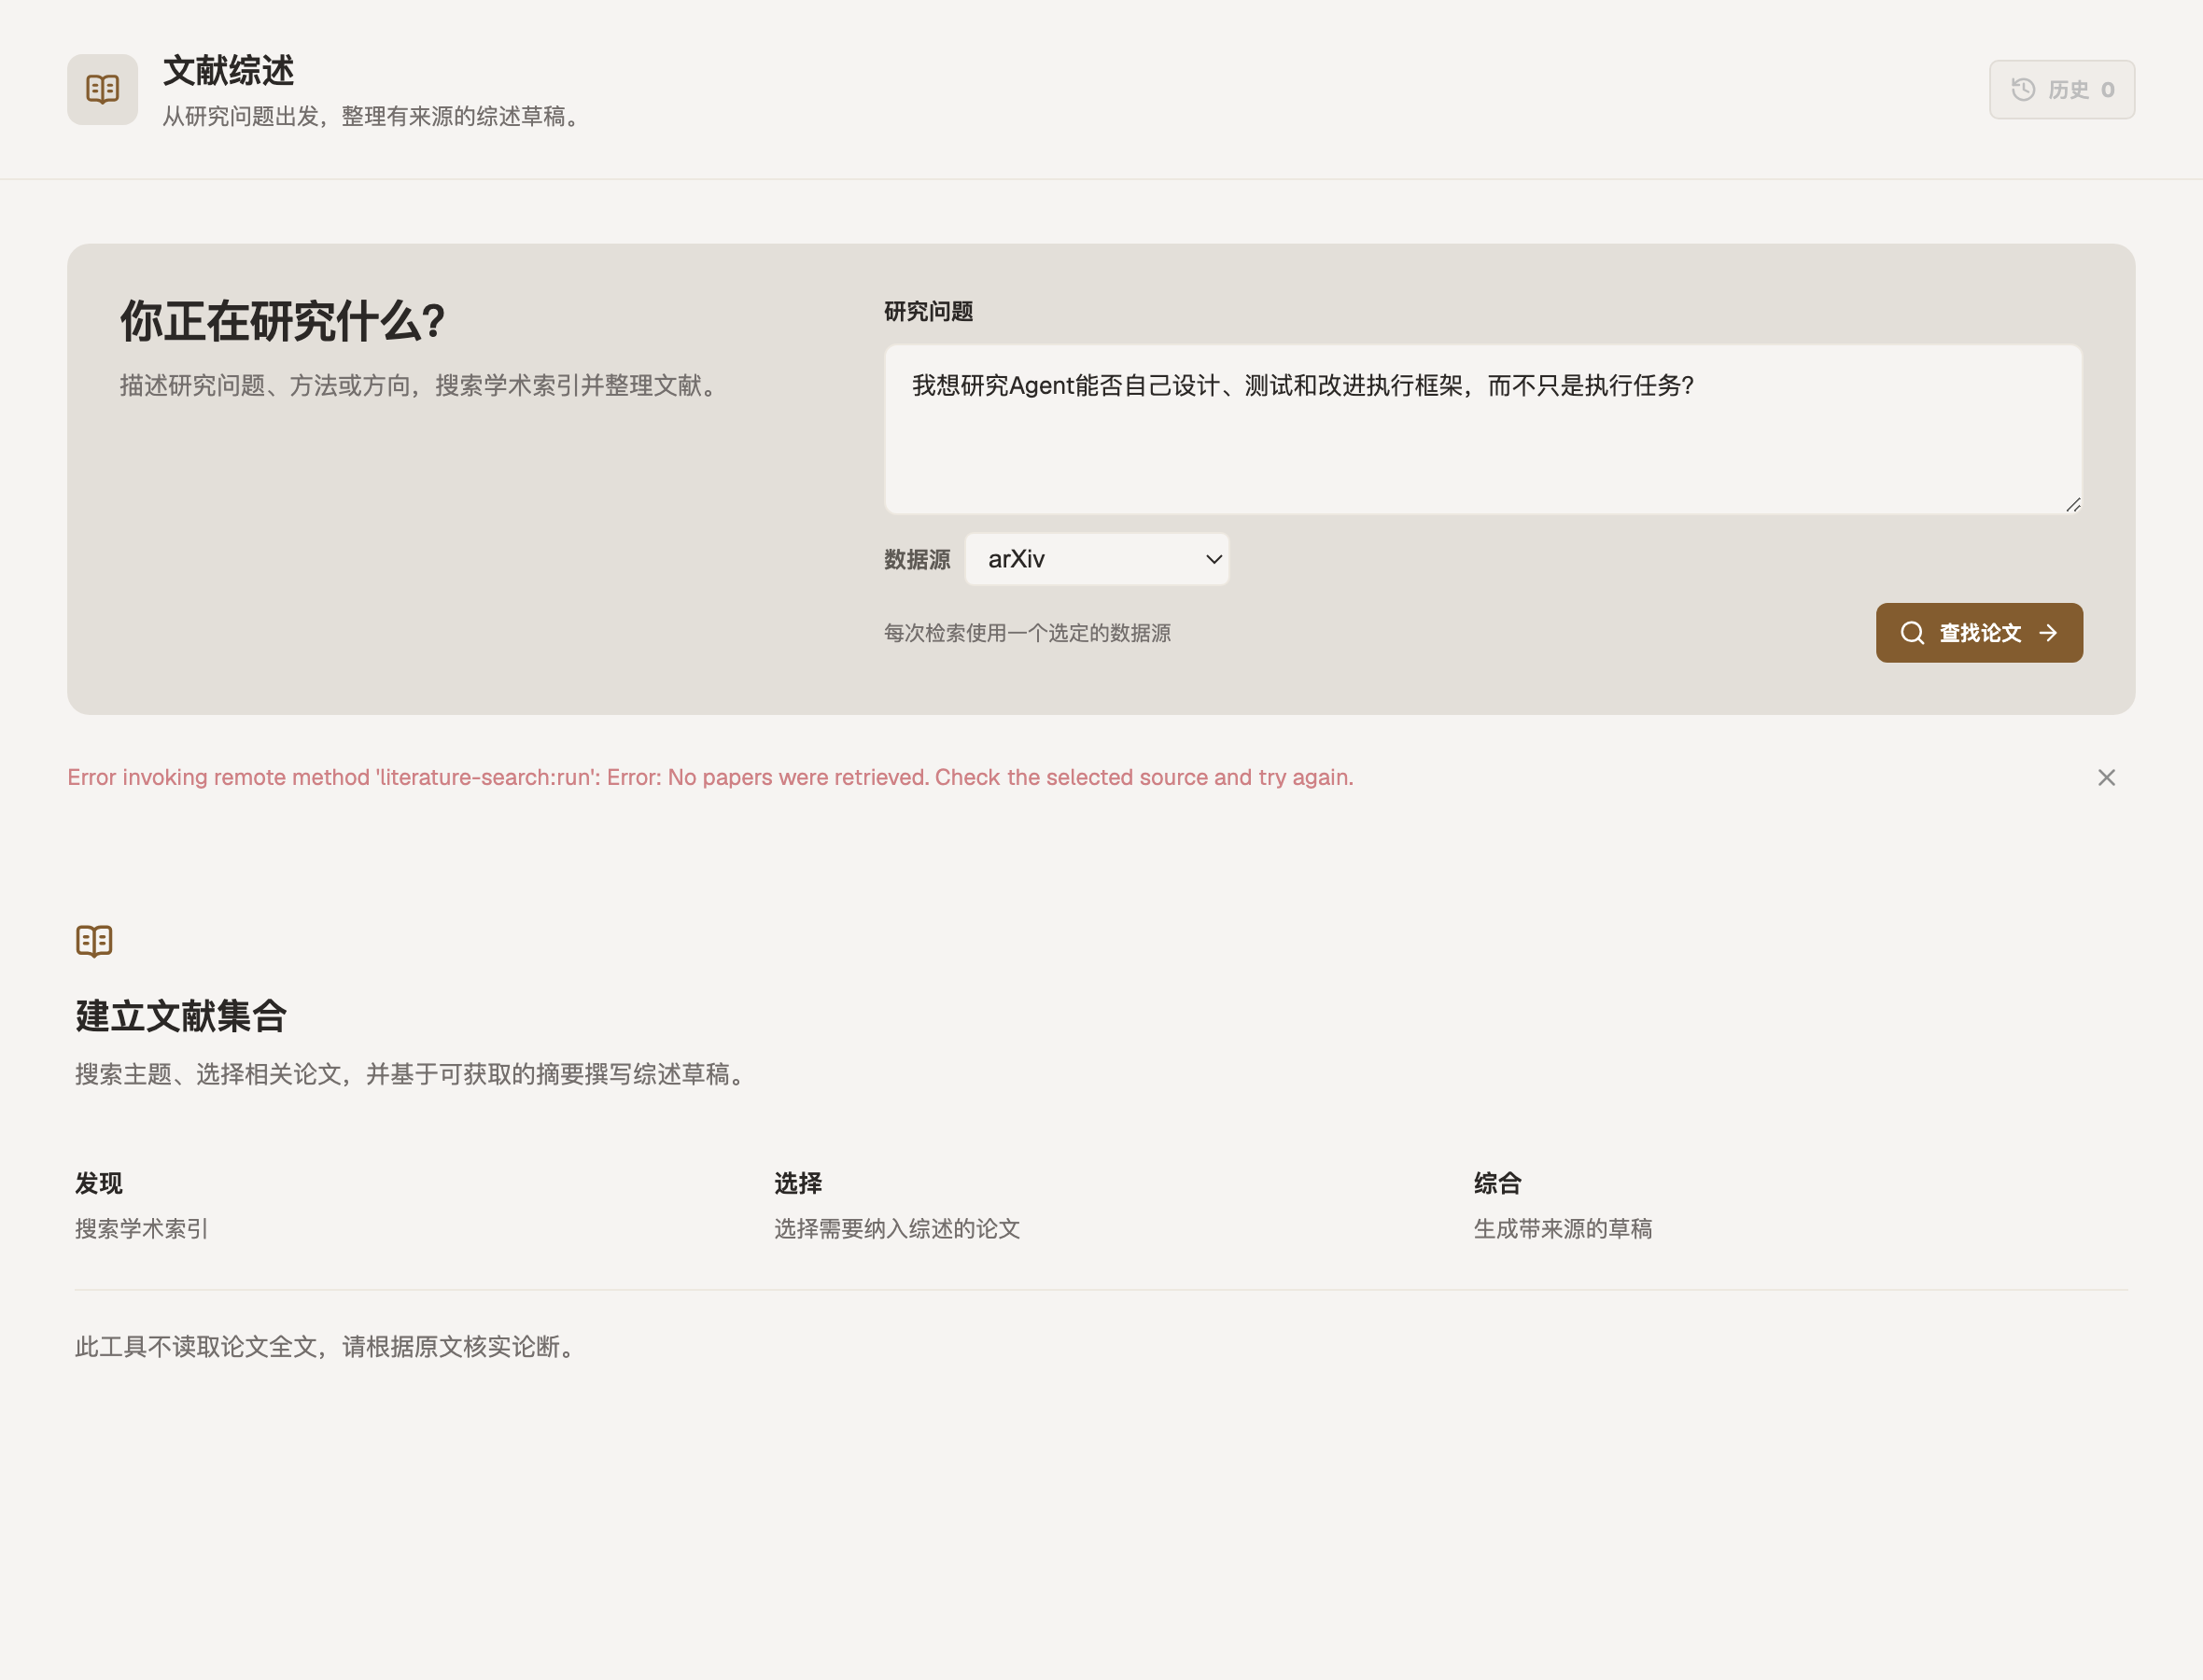 文献综述
从研究问题出发，整理有来源的综述草稿。
历史 0
你正在研究什么?
描述研究问题、方法或方向，搜索学术索引并整理文献。
研究问题
我想研究Agent能否自己设计、测试和改进执行框架，而不只是执行任务?
数据源 arXiv
每次检索使用一个选定的数据源
查找论文
Error invoking remote method 'literature-search:run': Error: No papers were retrieved. Check the selected source and try again.
建立文献集合
搜索主题、选择相关论文，并基于可获取的摘要撰写综述草稿。
发现
搜索学术索引
选择
选择需要纳入综述的论文
综合
生成带来源的草稿
此工具不读取论文全文，请根据原文核实论断。